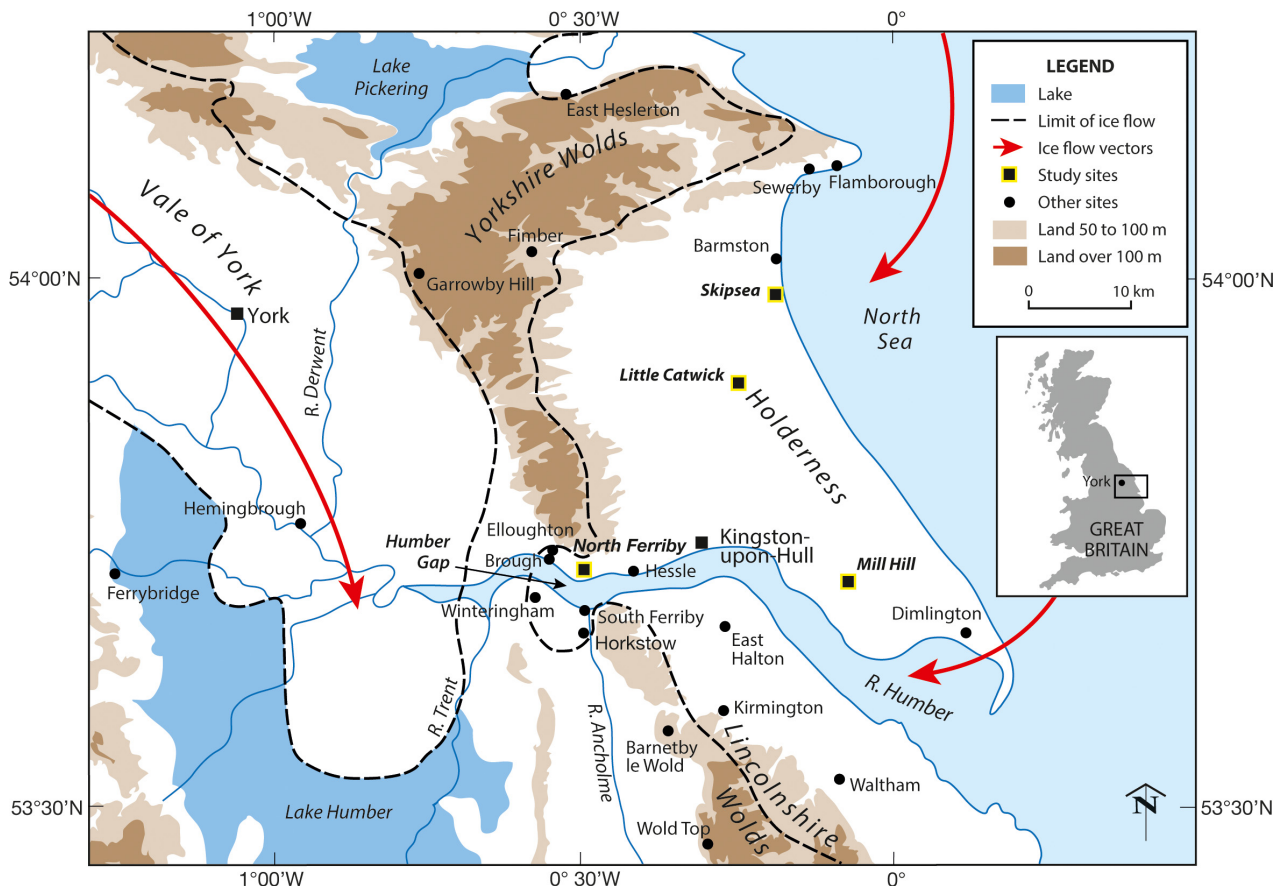 1°00'W
0° 30'W
0°
Lake
Pickering
East Heslerton
Yorkshire Wolds
Sewerby
Flamborough
Vale of York
Fimber
Barmston
54°00'N
Garrowby Hill
Skipsea
York
North
Sea
R. Derwent
Little Catwick
Holderness
Hemingbrough
Elloughton
Humber
Gap
Brough
North Ferriby
Kingston-
upon-Hull
Hessle
Mill Hill
Ferrybridge
Winteringham
South Ferriby
Dimlington
Horkstow
East
Halton
R. Humber
R. Trent
R. Ancholme
Kirmington
Barnetby
le Wold
Lincolnshire
Wolds
Waltham
53°30'N
Lake Humber
Wold Top
N
1°00'W
0° 30'W
0°
LEGEND
Lake
Limit of ice flow
Ice flow vectors
Study sites
Other sites
Land 50 to 100 m
Land over 100 m
0 10 km
54°00'N
York
GREAT
BRITAIN
53°30'N